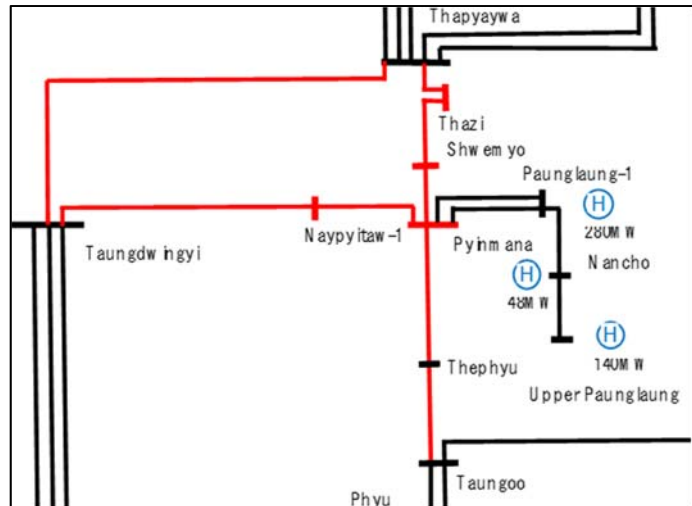 Thapyaywa
Thazi
Shwemyo
Paunglaung-1
H
280MW
Naypyitaw-1
Pyinmana
Nancho
Taungdwingyi
H
48MW
H
140MW
Thephyu
Upper Paunglaung
Taungoo
Phyu